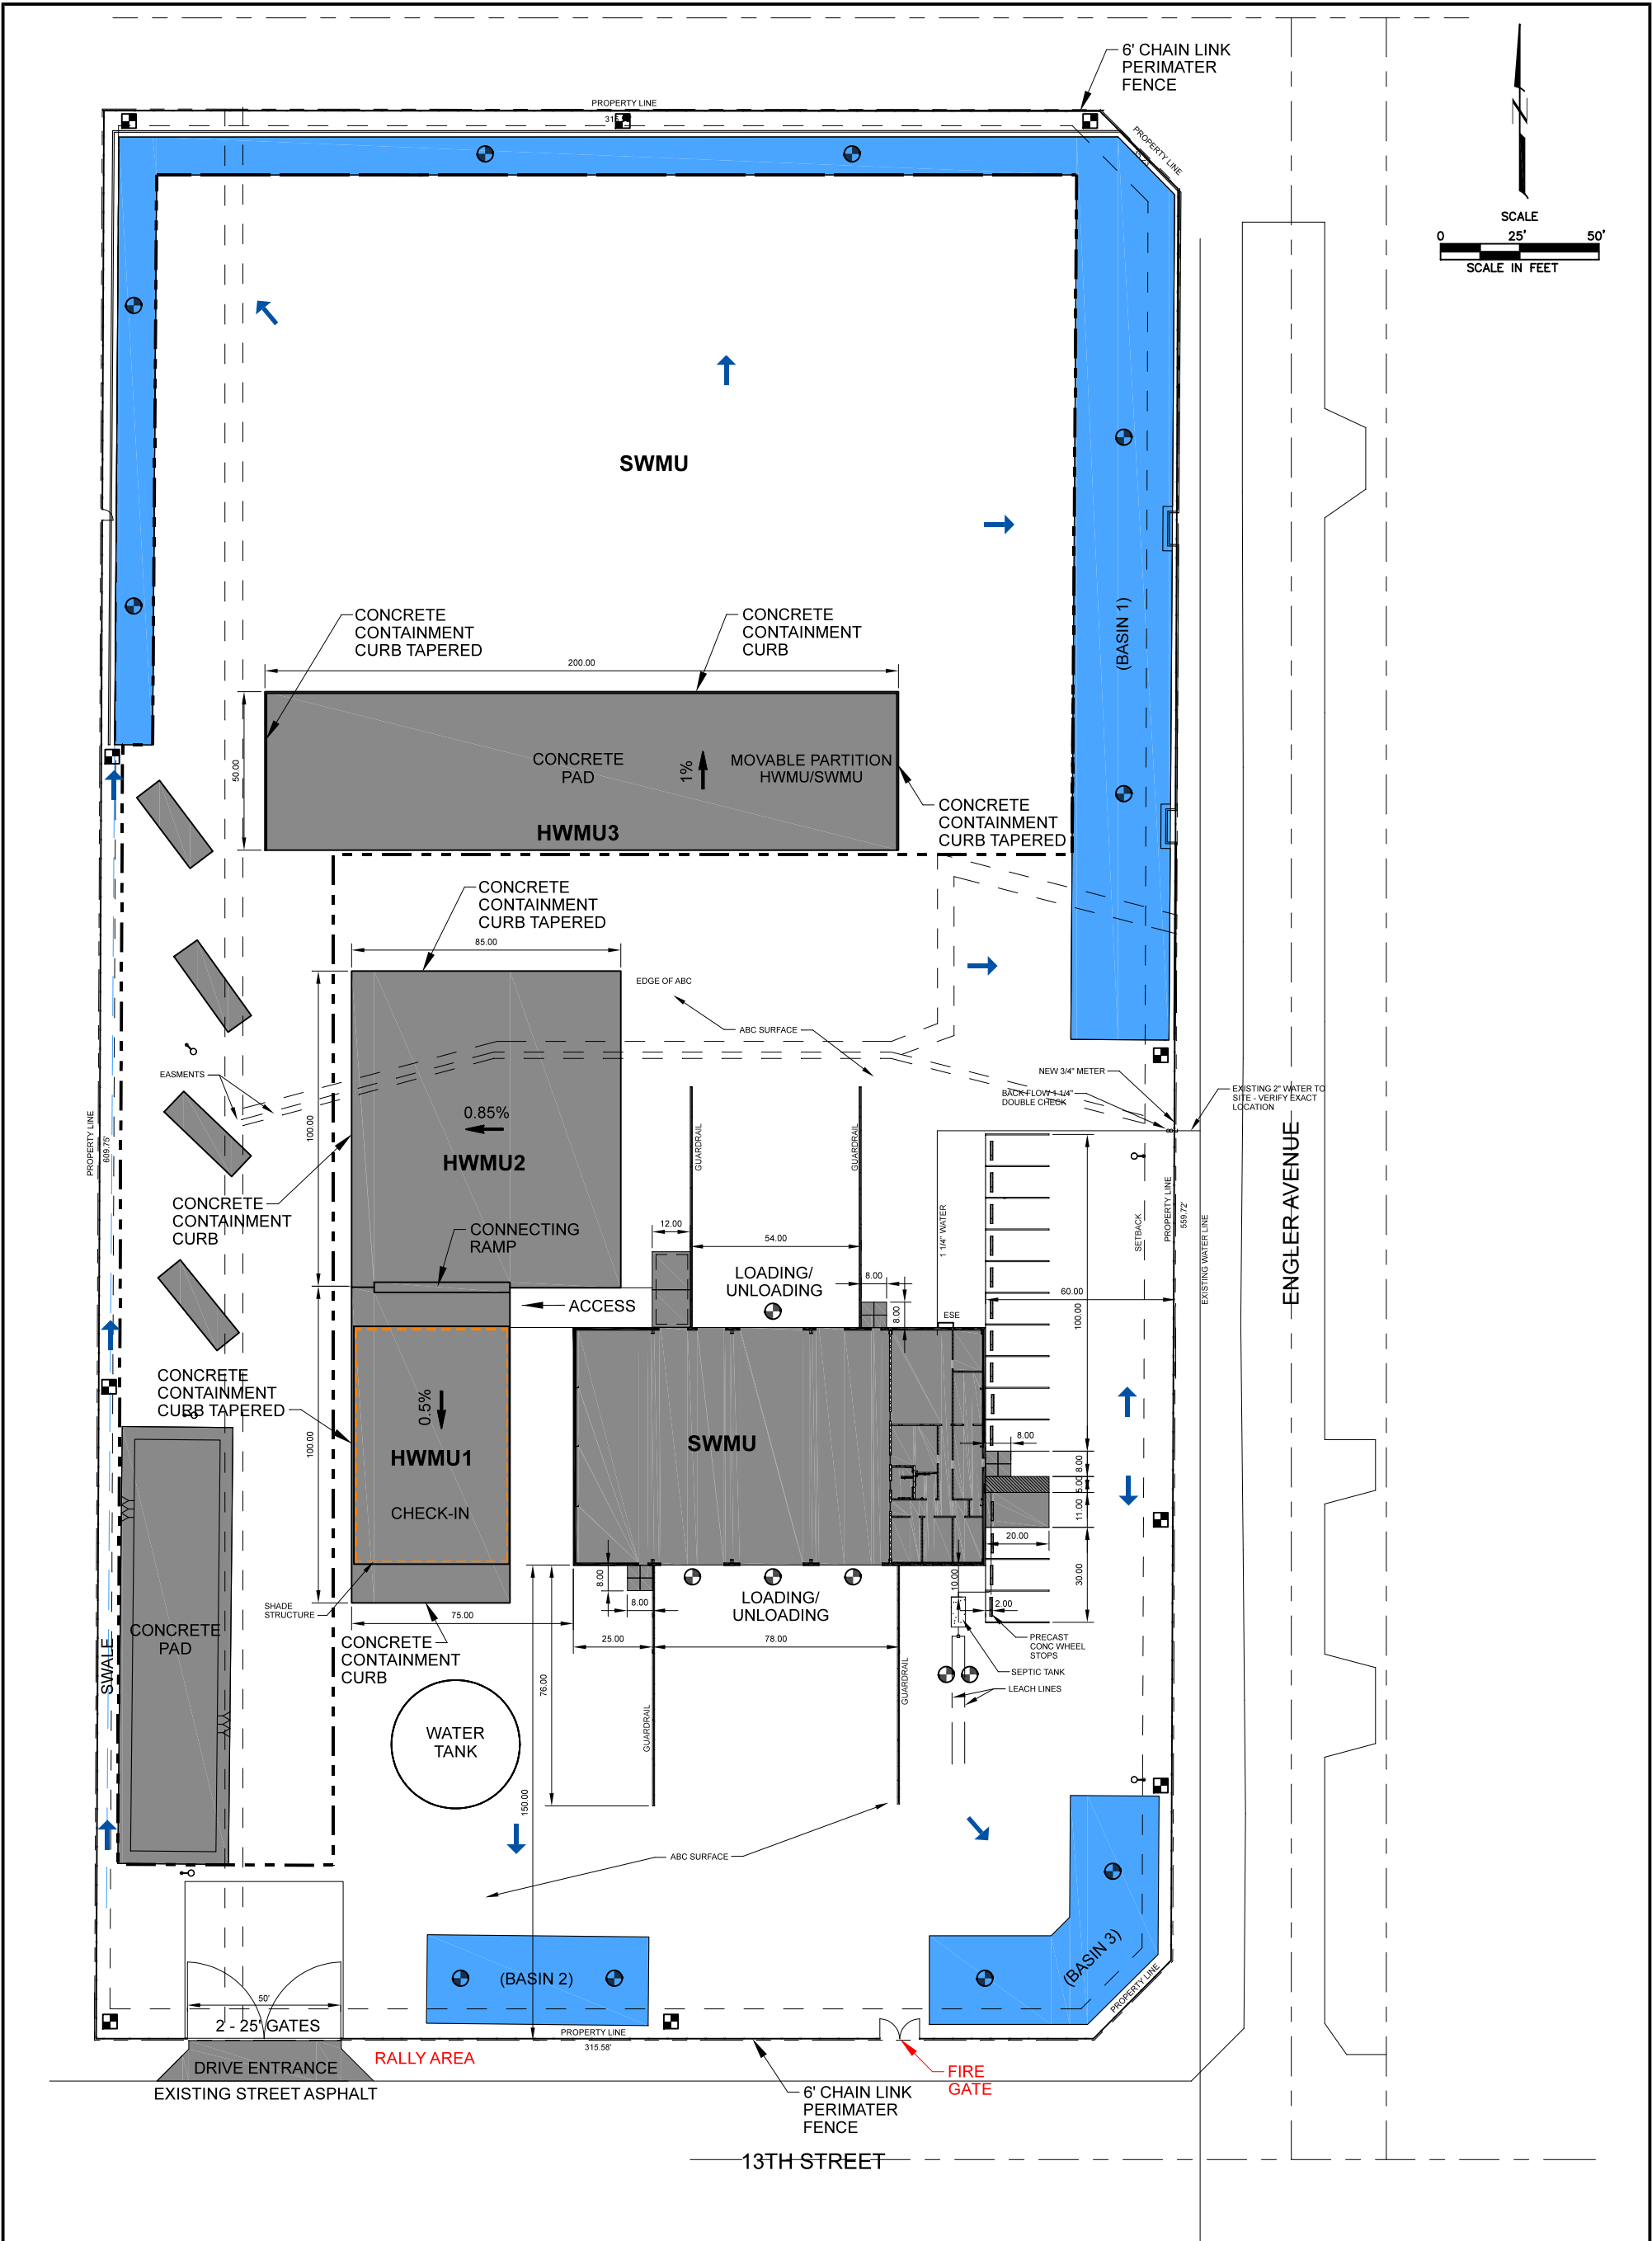 6' CHAIN LINK
PERIMATER
FENCE
PROPERTY LINE
PROPERTY LINE
N
SCALE
0 25' 50'
SCALE IN FEET
SWMU
(BASIN 1)
CONCRETE
CONTAINMENT
CURB TAPERED
CONCRETE
CONTAINMENT
CURB
200.00
50.00
CONCRETE
PAD
1%
MOVABLE PARTITION
HWMU/SWMU
HWMU3
CONCRETE
CONTAINMENT
CURB TAPERED
CONCRETE
CONTAINMENT
CURB TAPERED
85.00
EDGE OF ABC
ABC SURFACE
EASMENTS
NEW 3/4" METER
BACK FLOW 1-1/4"
DOUBLE CHECK
EXISTING 2" WATER TO
SITE - VERIFY EXACT
LOCATION
PROPERTY LINE
609.75'
100.00
0.85%
HWMU2
GUARDRAIL
GUARDRAIL
CONCRETE
CONTAINMENT
CURB
CONNECTING
RAMP
12.00
54.00
1 1/4" WATER
SETBACK
PROPERTY LINE
559.72'
EXISTING WATER LINE
ENGLER AVENUE
LOADING/
UNLOADING
8.00
8.00
ACCESS
ESE
60.00
100.00
CONCRETE
CONTAINMENT
CURB TAPERED
100.00
0.5%
HWMU1
CHECK-IN
SWMU
8.00
8.00
5.00
11.00
20.00
30.00
SHADE
STRUCTURE
75.00
8.00
8.00
LOADING/
UNLOADING
10.00
2.00
CONCRETE
PAD
SWALE
CONCRETE
CONTAINMENT
CURB
25.00
78.00
PRECAST
CONC WHEEL
STOPS
SEPTIC TANK
LEACH LINES
76.00
GUARDRAIL
GUARDRAIL
WATER
TANK
150.00
ABC SURFACE
(BASIN 2)
(BASIN 3)
PROPERTY LINE
50'
2 - 25' GATES
PROPERTY LINE
315.58'
DRIVE ENTRANCE
RALLY AREA
FIRE
GATE
EXISTING STREET ASPHALT
6' CHAIN LINK
PERIMATER
FENCE
13TH STREET